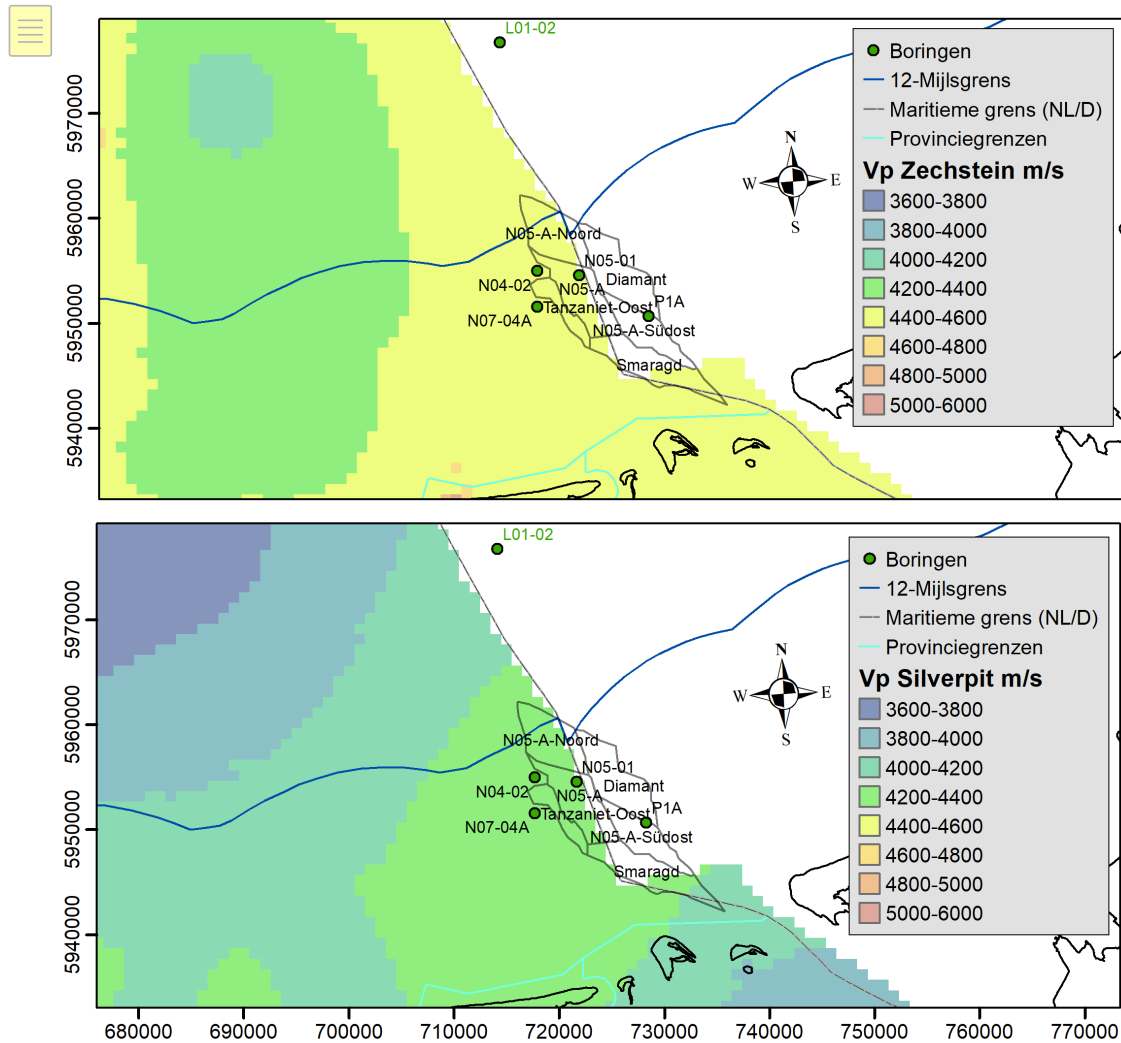 L01-02
Boringen
12-Mijlsgrens
Maritieme grens (NL/D)
Provinciegrenzen
Vp Zechstein m/s
3600-3800
3800-4000
4000-4200
4200-4400
4400-4600
4600-4800
4800-5000
5000-6000
N
W
E
S
5970000
5960000
5950000
5940000
N05-A-Noord
N05-01
Diamant
N04-02
N05-A
Tanzaniet-Oost
P1A
N07-04A
N05-A-Südost
Smaragd
L01-02
Boringen
12-Mijlsgrens
Maritieme grens (NL/D)
Provinciegrenzen
Vp Silverpit m/s
3600-3800
3800-4000
4000-4200
4200-4400
4400-4600
4600-4800
4800-5000
5000-6000
N
W
E
S
5970000
5960000
5950000
5940000
N05-A-Noord
N05-01
Diamant
N04-02
N05-A
Tanzaniet-Oost
P1A
N07-04A
N05-A-Südost
Smaragd
680000 690000 700000 710000 720000 730000 740000 750000 760000 770000